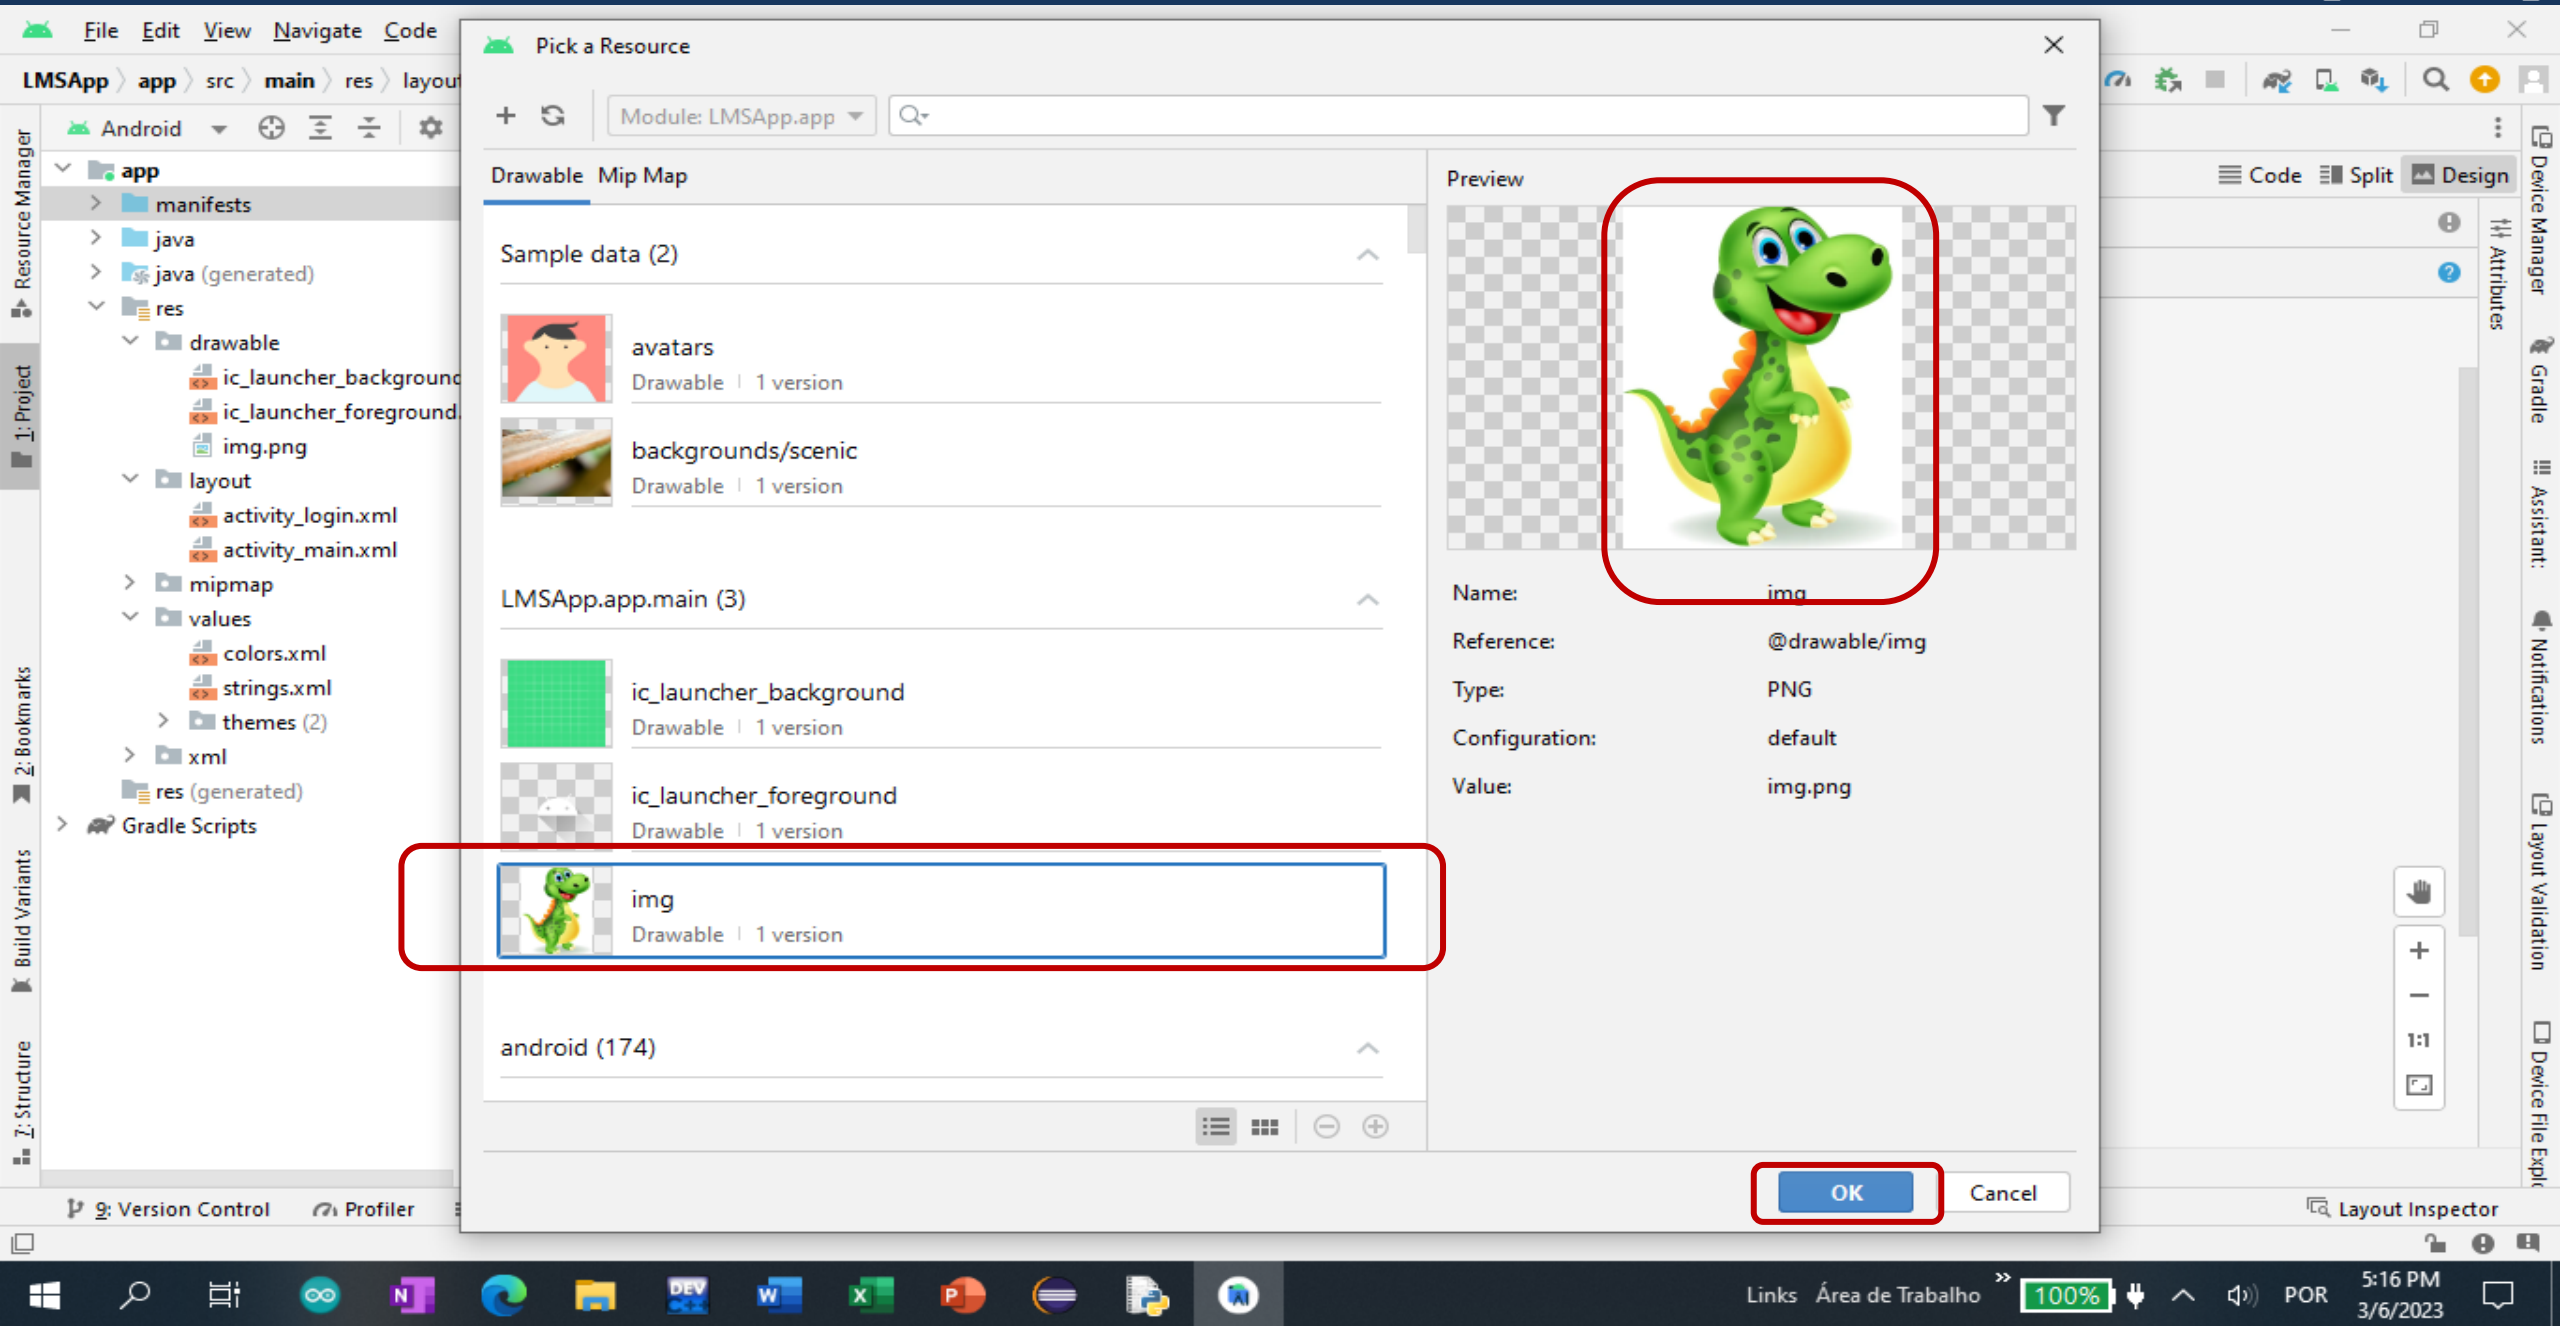 File Edit View Navigate Code
LMSApp app src main res
Android
app
manifests
java
java (generated)
res
drawable
ic_launcher_background
ic_launcher_foreground.
img.png
layout
activity_login.xml
activity_main.xml
mipmap
values
colors.xml
strings.xml
themes (2)
xml
res (generated)
Gradle Scripts
Resource Manager
1: Project
2: Bookmarks
Build Variants
7: Structure
9: Version Control Profiler
Pick a Resource
Module: LMSApp.app
Drawable Mip Map
Sample data (2)
avatars
Drawable 1 version
backgrounds/scenic
Drawable 1 version
LMSApp.app.main (3)
ic_launcher_background
Drawable 1 version
ic_launcher_foreground
Drawable 1 version
img
Drawable 1 version
android (174)
Preview
Name: img
Reference: @drawable/img
Type: PNG
Configuration: default
Value: img.png
OK Cancel
Code Split Design
Attributes
1:1
Device Manager
Gradle
Assistant:
Notifications
Layout Validation
Device File Explo
Layout Inspector
N DEV W X P
Links Área de Trabalho » 100% POR
5:16 PM
3/6/2023